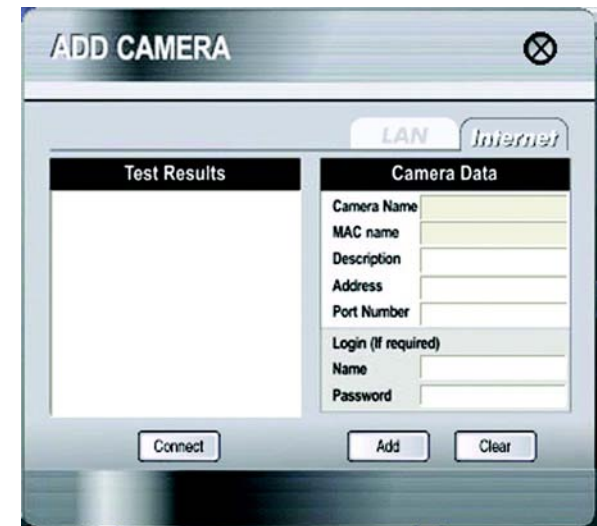 ADD CAMERA
LAN
Internet
Test Results
Camera Data
Camera Name
MAC name
Description
Address
Port Number
Login (If required)
Name
Password
Connect
Add
Clear